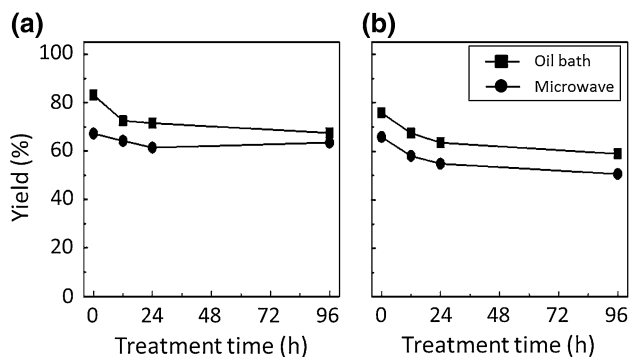 (a)
(b)
100
80
60
40
20
0
Yield (%)
Oil bath
Microwave
0 24 48 72 96
0 24 48 72 96
Treatment time (h)
Treatment time (h)